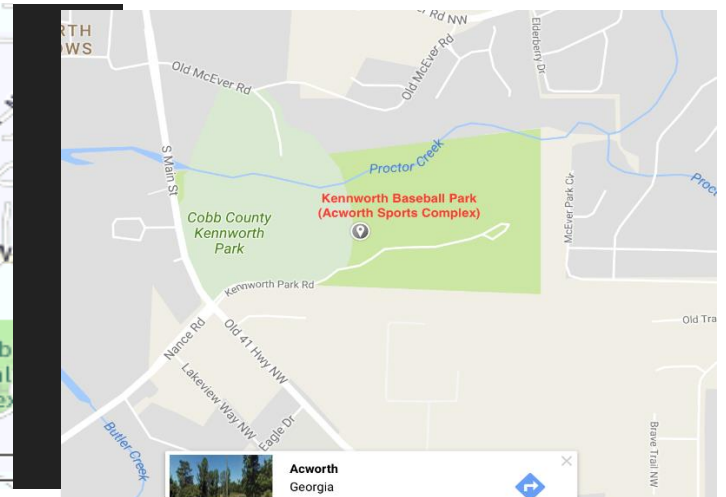 RTH
WS
Rd NW
Elderberry Dr
Old McEver Rd
Old McEver Rd
S Main St
Proctor Creek
Kennworth Baseball Park
(Acworth Sports Complex)
McEver Park Cir
Cobb County
Kennworth
Park
Kennworth Park Rd
Nance Rd
Old 41 Hwy NW
Old Tra
Lakeview Way NW
Eagle Dr
Butler Creek
Brave Trail NW
Acworth
Georgia